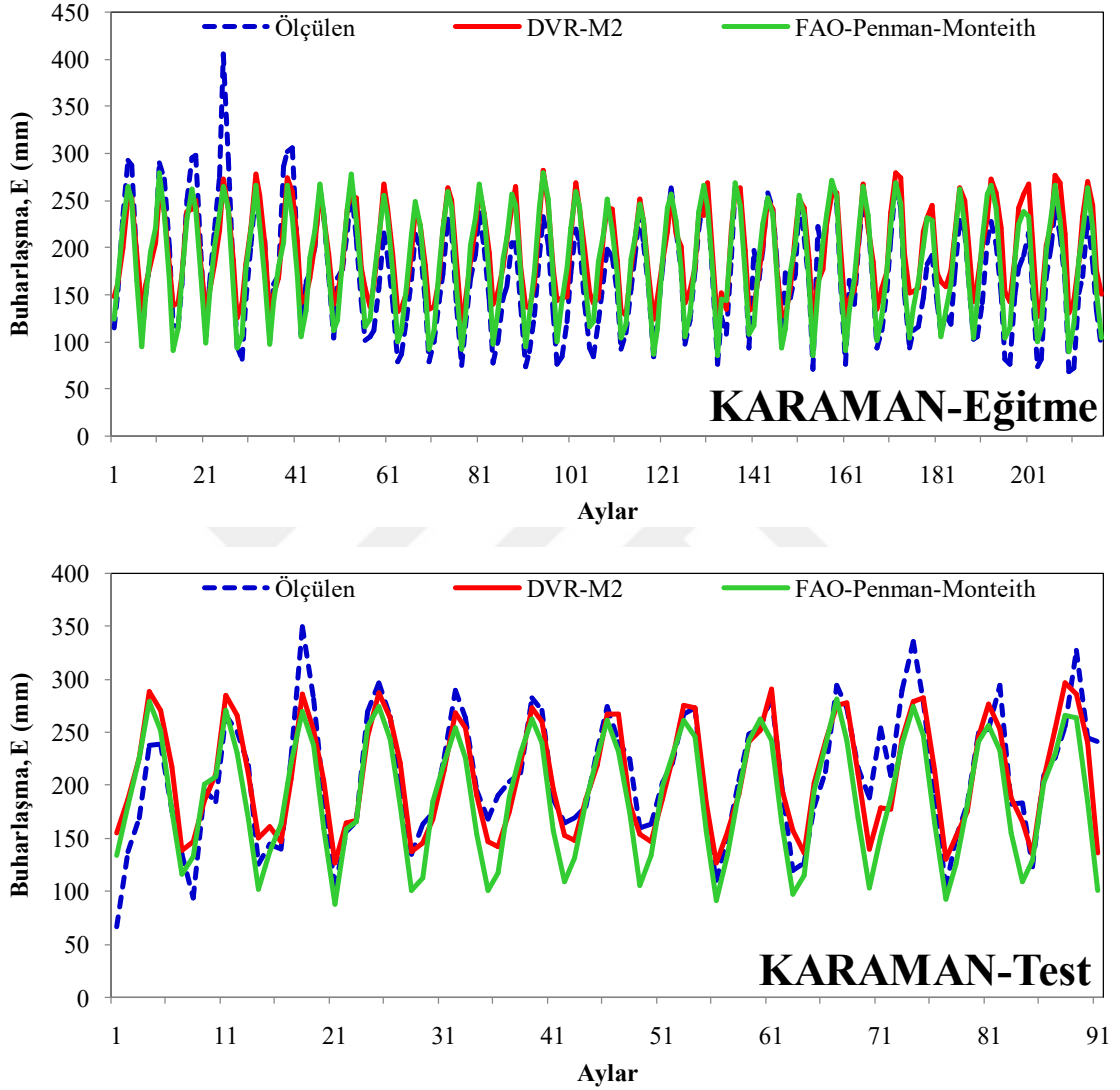 450
400
350
300
250
200
150
100
50
0
Buharlaşma, E (mm)
Ölçülen DVR-M2 FAO-Penman-Monteith
KARAMAN-Eğitme
1 21 41 61 81 101 121 141 161 181 201
Aylar
400
350
300
250
200
150
100
50
0
Buharlaşma, E (mm)
Ölçülen DVR-M2 FAO-Penman-Monteith
KARAMAN-Test
1 11 21 31 41 51 61 71 81 91
Aylar